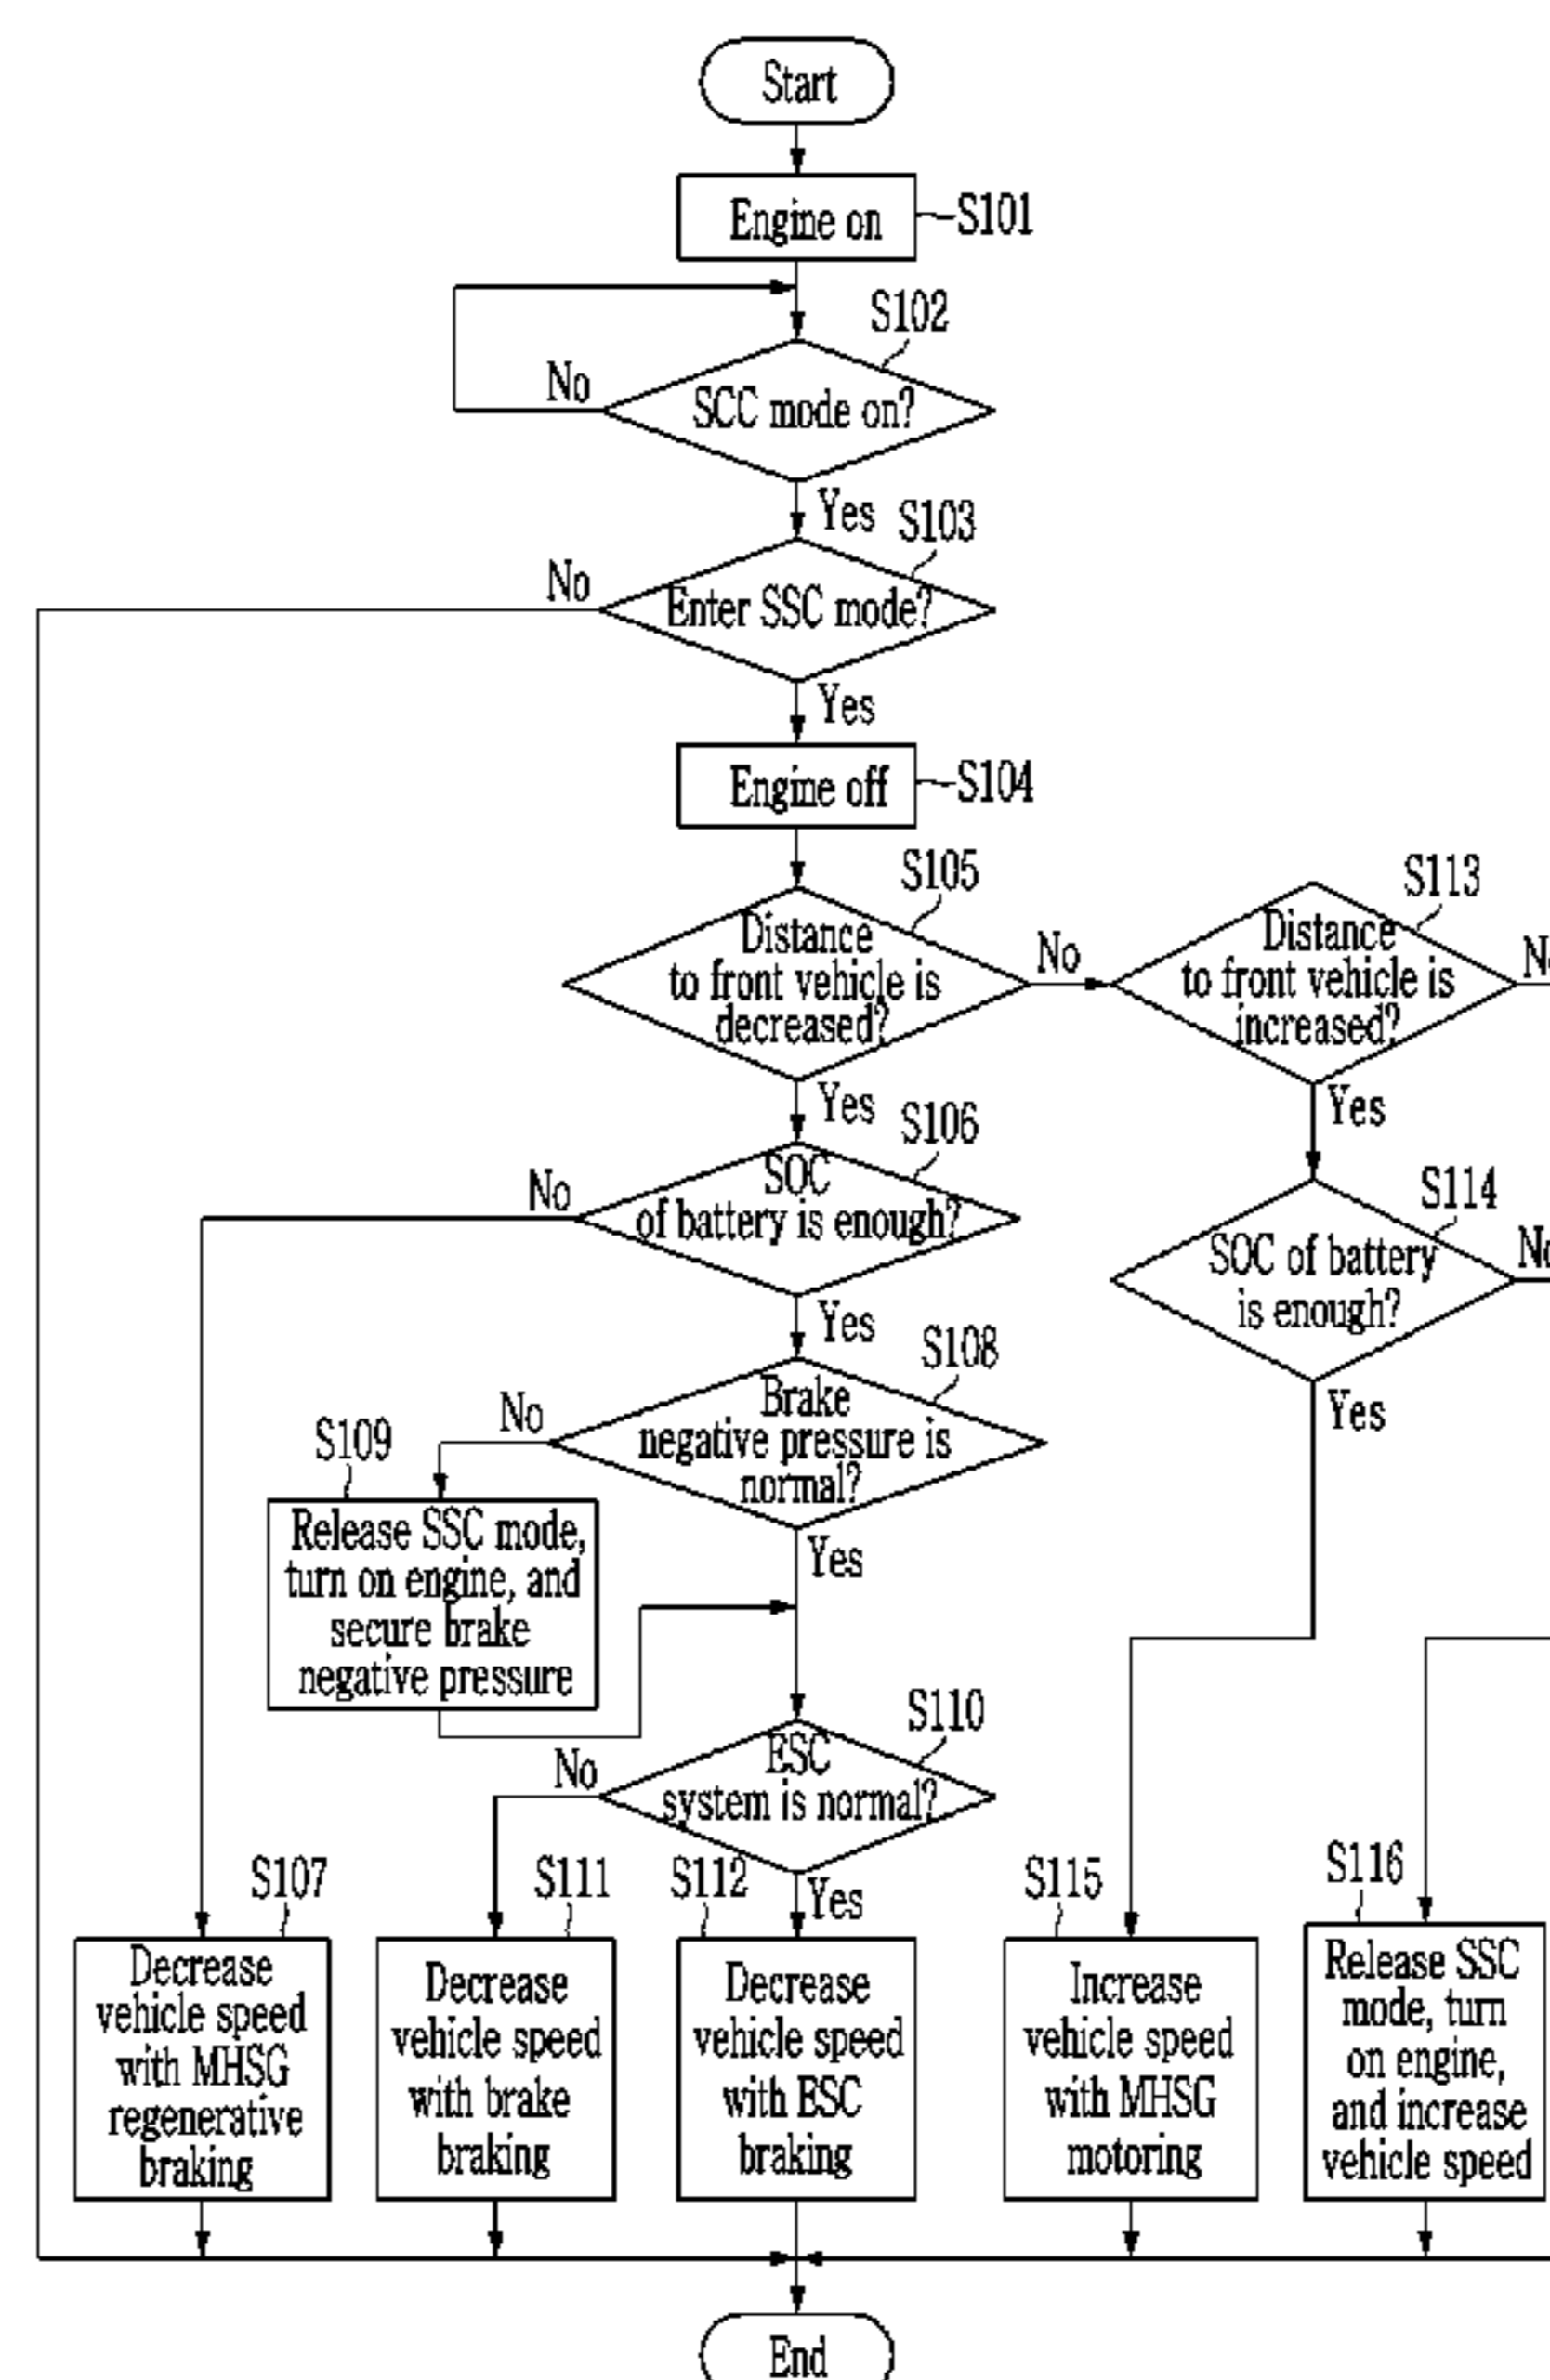 Start
Engine on
S101
S102
No
SCC mode on?
Yes
S103
No
Enter SSC mode?
Yes
Engine off
S104
S105
Distance
to front vehicle is
decreased?
No
S113
Distance
to front vehicle is
increased?
Yes
Yes
S106
No
SOC
of battery is enough?
S114
SOC of battery
is enough?
Yes
Yes
S108
No
Brake
negative pressure is
normal?
Yes
S109
Release SSC mode,
turn on engine, and
secure brake
negative pressure
S110
No
ESC
system is normal?
Yes
S107
Decrease
vehicle speed
with MHSG
regenerative
braking
S111
Decrease
vehicle speed
with brake
braking
S112
Decrease
vehicle speed
with ESC
braking
S115
Increase
vehicle speed
with MHSG
motoring
S116
Release SSC
mode, turn
on engine,
and increase
vehicle speed
End